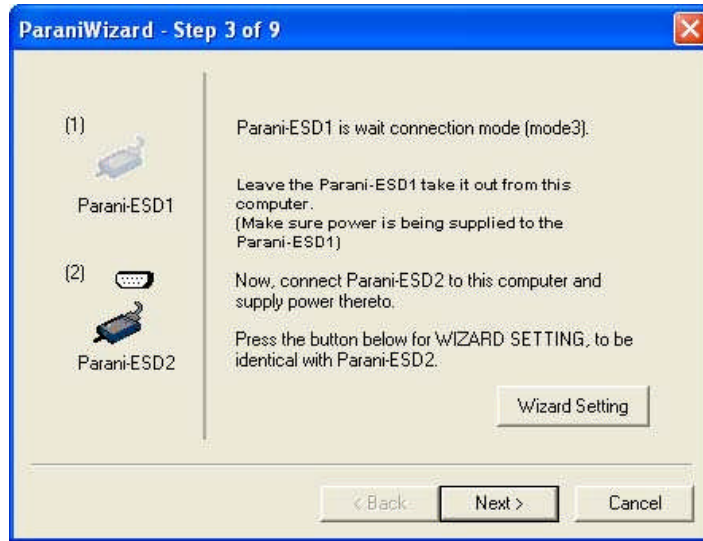 ParaniWizard - Step 3 of 9
(1)
Parani-ESD1
(2)
Parani-ESD2
Parani-ESD1 is wait connection mode (mode3).
Leave the Parani-ESD1 take it out from this
computer.
(Make sure power is being supplied to the
Parani-ESD1)
Now, connect Parani-ESD2 to this computer and
supply power thereto.
Press the button below for WIZARD SETTING, to be
identical with Parani-ESD2.
Wizard Setting
< Back
Next >
Cancel